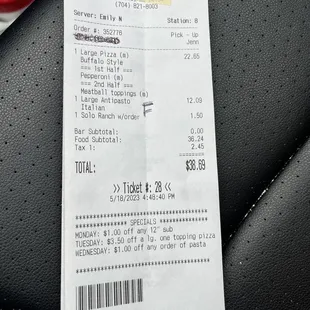 (704) 821-8003
Server: Emily N Station: 8
Order #: 352776 Pick - Up
Jenn
1 Large Pizza (m) 22.65
Buffalo Style
=== 1st Half ===
Pepperoni (m)
=== 2nd Half ===
Meatball toppings (m)
1 Large Antipasto 12.09
Italian
1 Solo Ranch w/order 1.50
Bar Subtotal: 0.00
Food Subtotal: 36.24
Tax 1: 2.45
TOTAL: $38.69
>> Ticket #: 28 <<
5/18/2023 4:48:40 PM
SPECIALS
MONDAY: $1.00 off any 12" sub
TUESDAY: $3.50 off a lg. one topping pizza
WEDNESDAY: $1.00 off any order of pasta